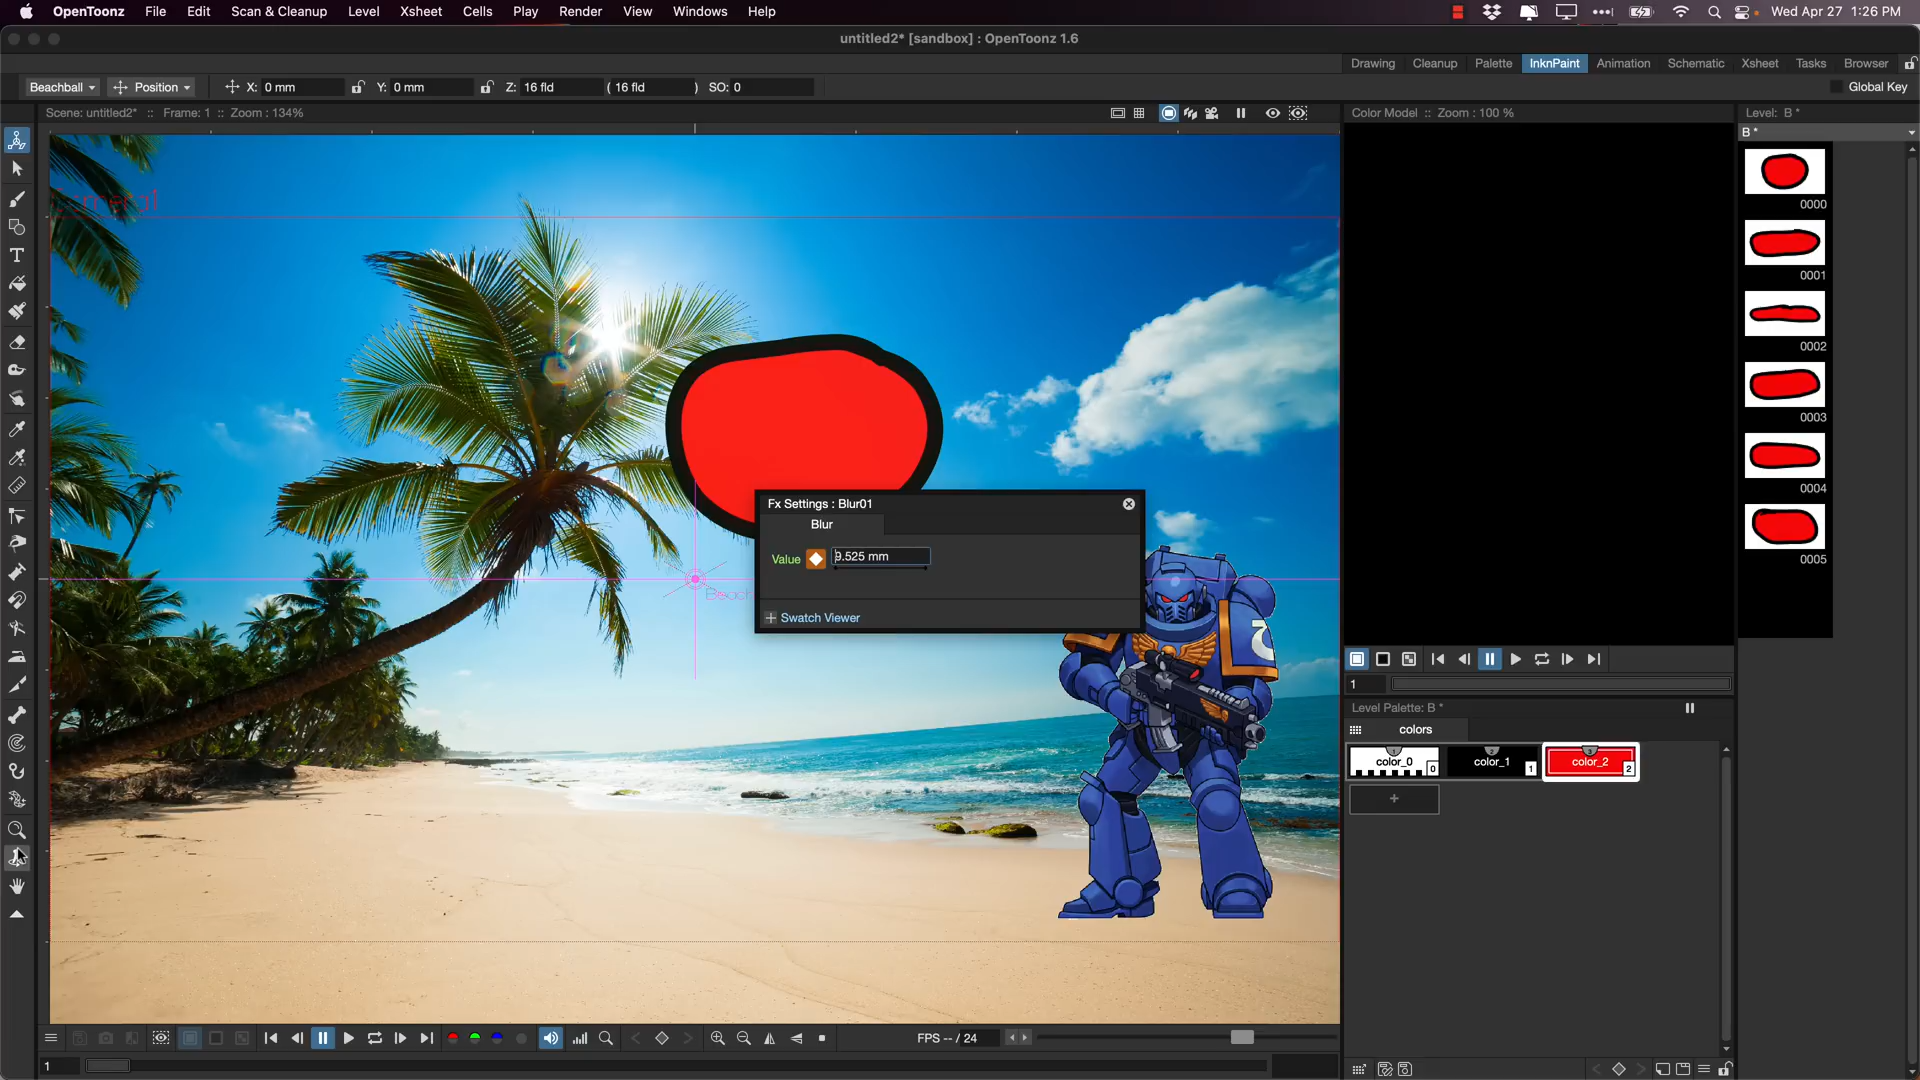 OpenToonz File Edit Scan & Cleanup Level Xsheet Cells Play Render View Windows Help Wed Apr 27 1:26 PM
untitled2* [sandbox] : OpenToonz 1.6
Drawing Cleanup Palette InknPaint Animation Schematic Xsheet Tasks Browser
Beachball Position X: 0 mm Y: 0 mm Z: 16 fld ( 16 fld ) SO: 0 Global Key
Scene: untitled2* :: Frame: 1 :: Zoom : 134%
Color Model :: Zoom : 100 %
Level: B *
B *
0000
0001
0002
0003
0004
0005
Fx Settings : Blur01
Blur
Value 9.525 mm
Swatch Viewer
1
Level Palette: B *
colors
color_0 0 color_1 1 color_2 2
+
FPS -- / 24
1